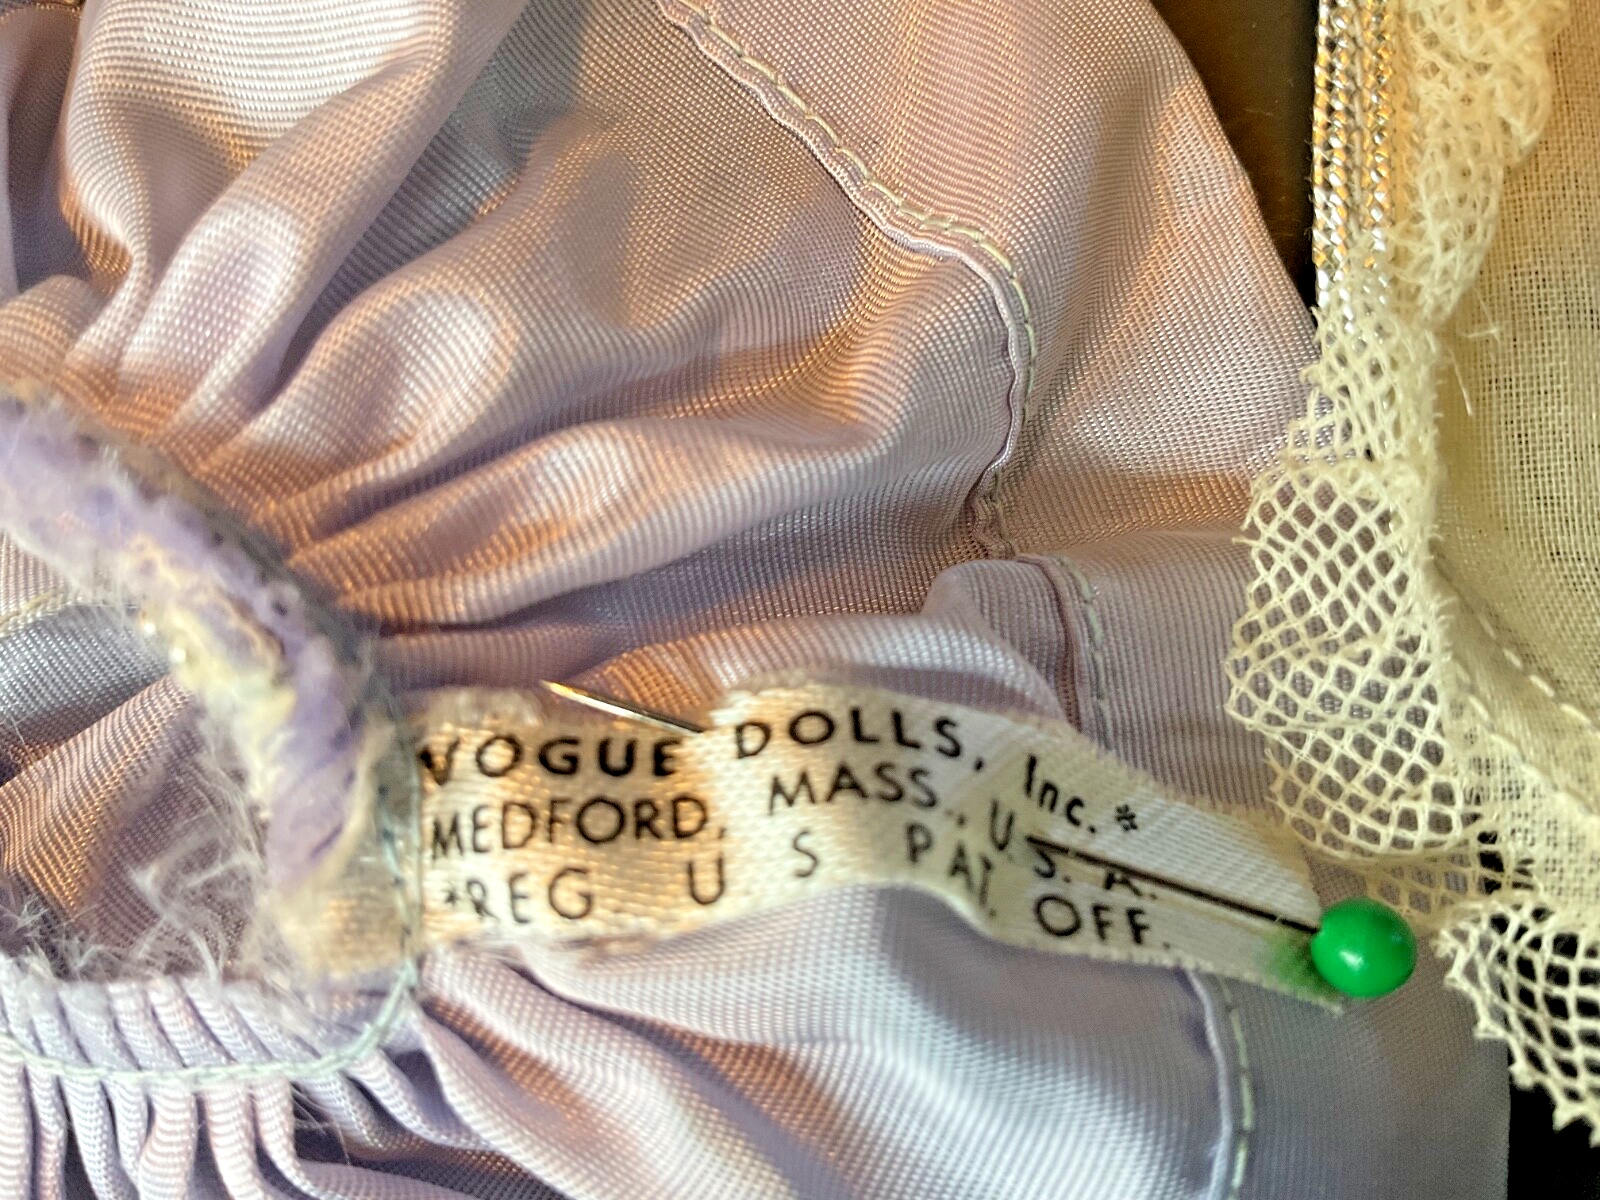 VOGUE DOLLS, Inc.*
MEDFORD, MASS., U.S.A.
*REG. U S PAT. OFF.